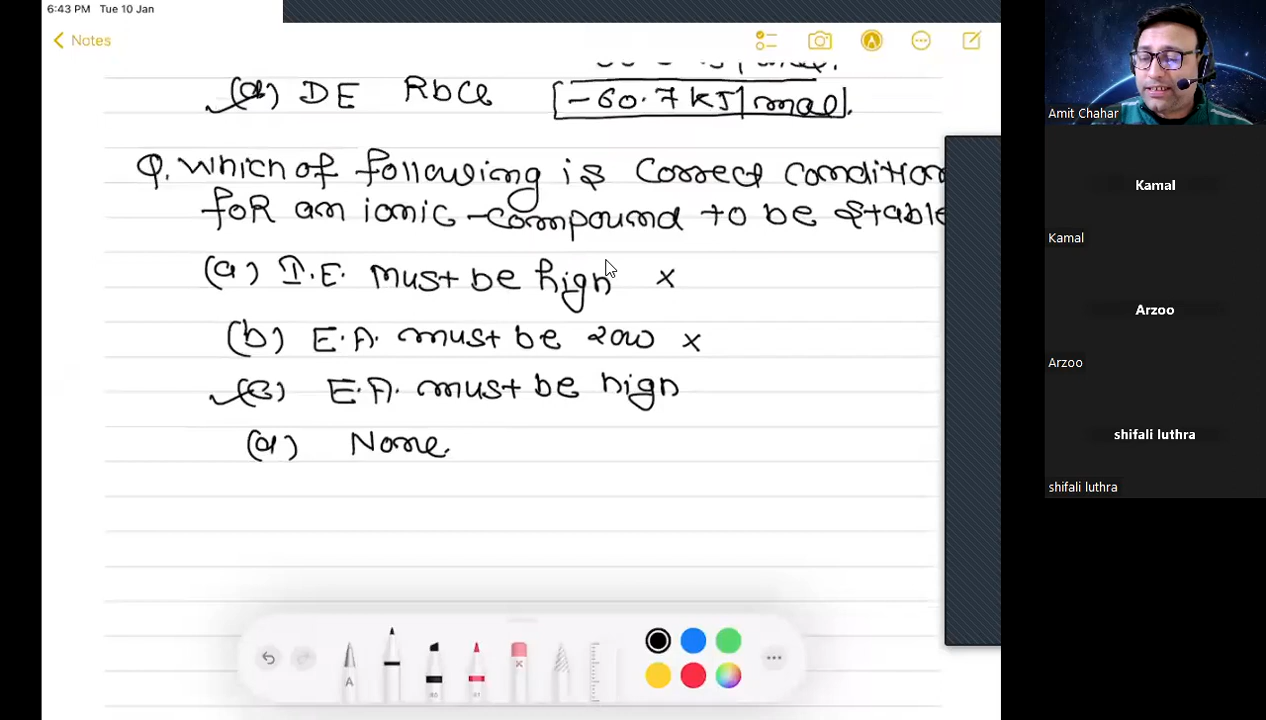 6:43 PM Tue 10 Jan
Notes
(d) DE RbCl [-60.7 KJ/mol].
Q. Which of following is correct condition
for an ionic-compound to be stable
(a) I.E. must be high ×
(b) E.A. must be low ×
(c) E.A. must be high
(d) None.
A
80
Amit Chahar
Kamal
Kamal
Arzoo
Arzoo
shifali luthra
shifali luthra